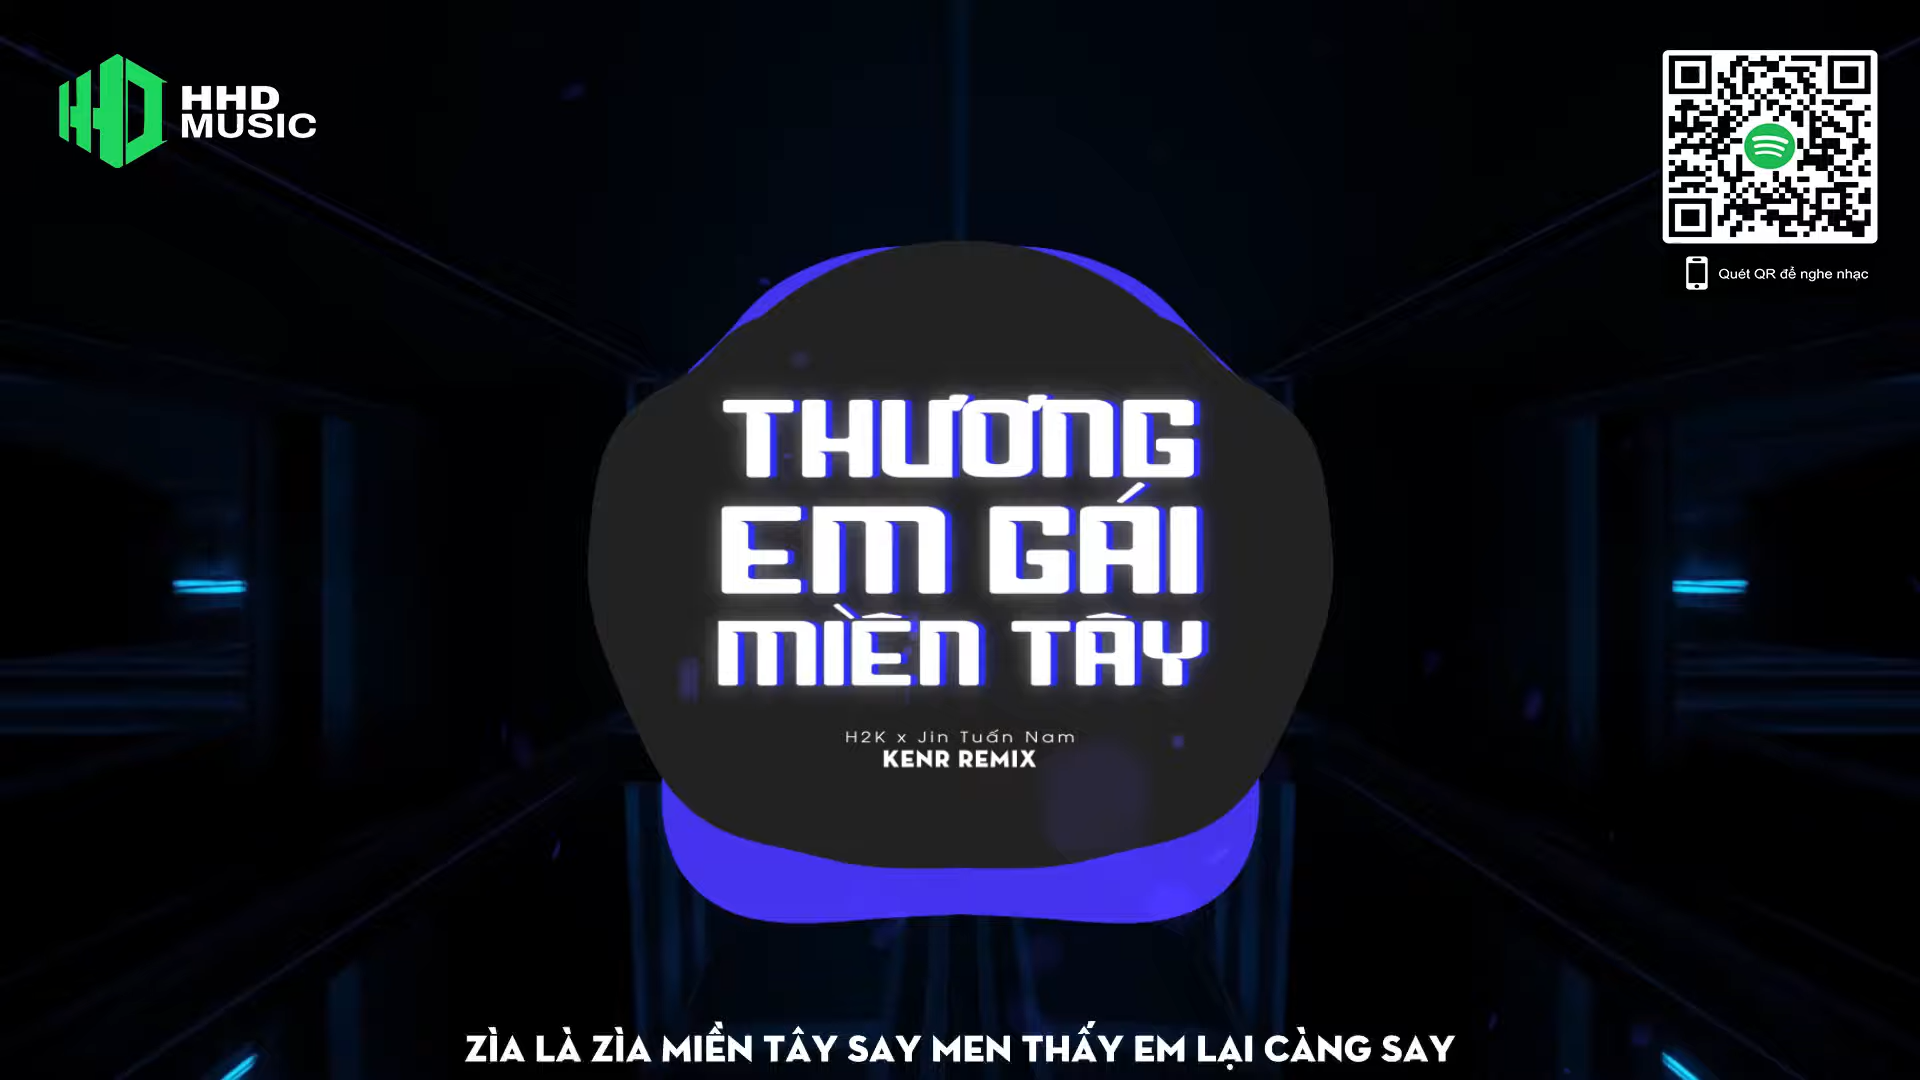 HHD
MUSIC
Quét QR để nghe nhạc
THƯƠNG
EM GÁI
MIỀN TÂY
H2K x Jin Tuấn Nam
KENR REMIX
ZÌA LÀ ZÌA MIỀN TÂY SAY MEN THẤY EM LẠI CÀNG SAY